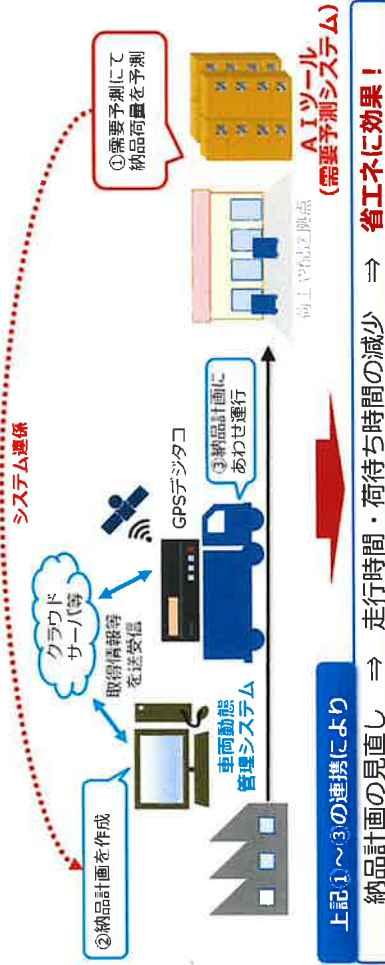 システム連係
①需要予測にて
納品荷量を予測
ＡＩツール
(需要予測システム)
②納品計画を作成
クラウド
サーバ等
取得情報等
を送受信
GPSデジタコ
車両動態
管理システム
③納品計画に
あわせ運行
上記①～③の連携により
納品計画の見直し ⇒ 走行時間・荷待ち時間の減少 ⇒ 省エネに効果！